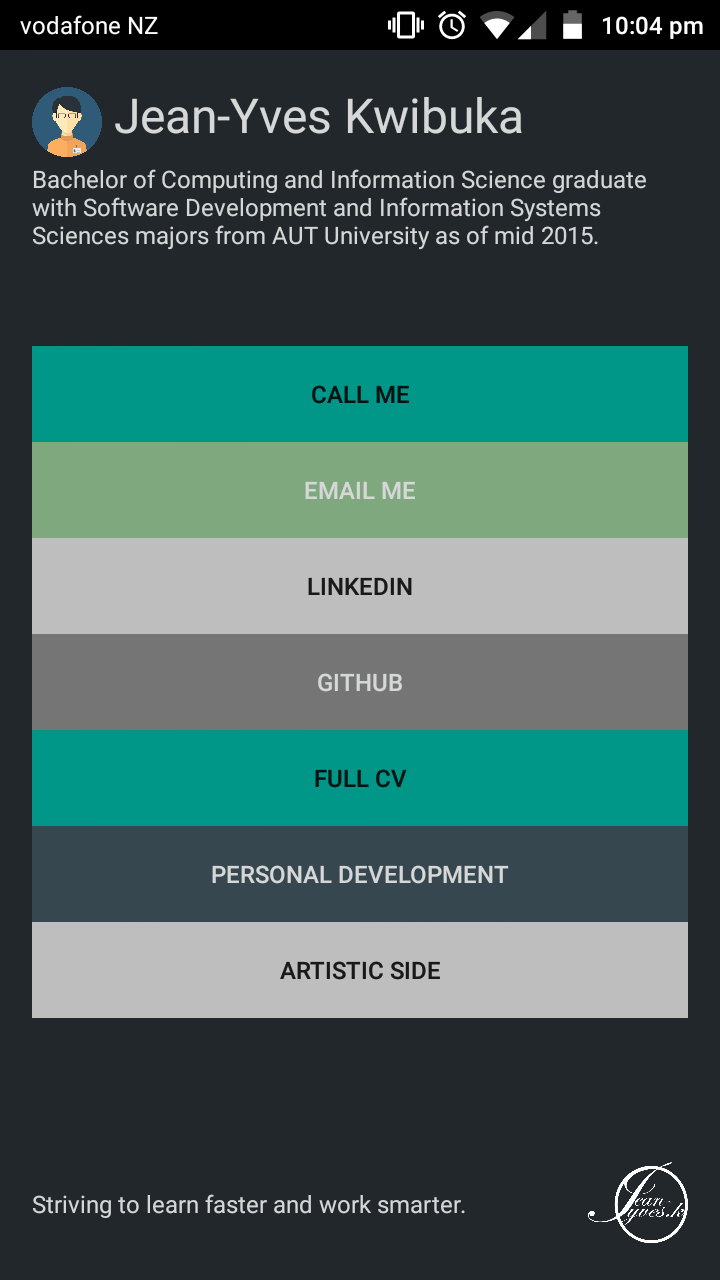 vodafone NZ
10:04 pm
Jean-Yves Kwibuka
Bachelor of Computing and Information Science graduate
with Software Development and Information Systems
Sciences majors from AUT University as of mid 2015.
CALL ME
EMAIL ME
LINKEDIN
GITHUB
FULL CV
PERSONAL DEVELOPMENT
ARTISTIC SIDE
Striving to learn faster and work smarter.
Jean
Yves.k